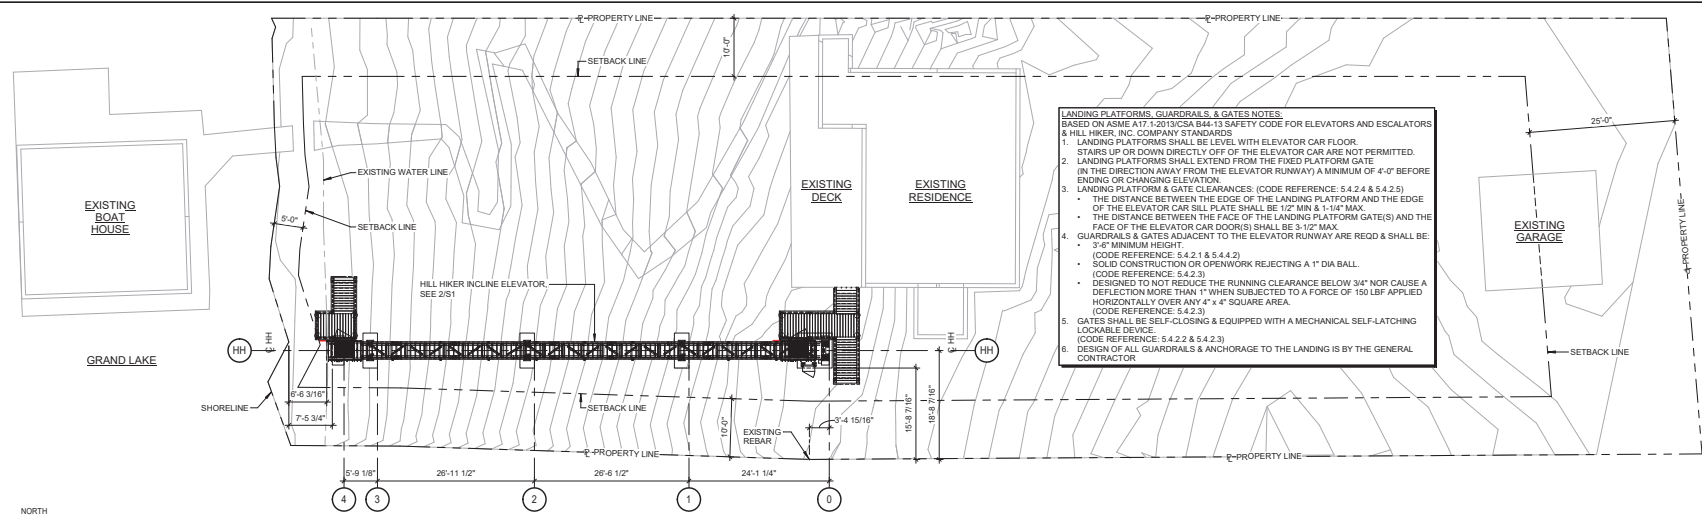 ℄ PROPERTY LINE
℄ PROPERTY LINE
10'-0"
SETBACK LINE
LANDING PLATFORMS, GUARDRAILS, & GATES NOTES:
BASED ON ASME A17.1-2013/CSA B44-13 SAFETY CODE FOR ELEVATORS AND ESCALATORS
& HILL HIKER, INC. COMPANY STANDARDS
1. LANDING PLATFORMS SHALL BE LEVEL WITH ELEVATOR CAR FLOOR.
STAIRS UP OR DOWN DIRECTLY OFF OF THE ELEVATOR CAR ARE NOT PERMITTED.
2. LANDING PLATFORMS SHALL EXTEND FROM THE FIXED PLATFORM GATE
(IN THE DIRECTION AWAY FROM THE ELEVATOR RUNWAY) A MINIMUM OF 4'-0" BEFORE
ENDING OR CHANGING ELEVATION.
3. LANDING PLATFORM & GATE CLEARANCES: (CODE REFERENCE: 5.4.2.4 & 5.4.2.5)
• THE DISTANCE BETWEEN THE EDGE OF THE LANDING PLATFORM AND THE EDGE
OF THE ELEVATOR CAR SILL PLATE SHALL BE 1/2" MIN & 1-1/4" MAX.
• THE DISTANCE BETWEEN THE FACE OF THE LANDING PLATFORM GATE(S) AND THE
FACE OF THE ELEVATOR CAR DOOR(S) SHALL BE 3-1/2" MAX.
4. GUARDRAILS & GATES ADJACENT TO THE ELEVATOR RUNWAY ARE REQD & SHALL BE:
• 3'-6" MINIMUM HEIGHT.
(CODE REFERENCE: 5.4.2.1 & 5.4.4.2)
• SOLID CONSTRUCTION OR OPENWORK REJECTING A 1" DIA BALL.
(CODE REFERENCE: 5.4.2.3)
• DESIGNED TO NOT REDUCE THE RUNNING CLEARANCE BELOW 3/4" NOR CAUSE A
DEFLECTION MORE THAN 1" WHEN SUBJECTED TO A FORCE OF 150 LBF APPLIED
HORIZONTALLY OVER ANY 4" x 4" SQUARE AREA.
(CODE REFERENCE: 5.4.2.3)
5. GATES SHALL BE SELF-CLOSING & EQUIPPED WITH A MECHANICAL SELF-LATCHING
LOCKABLE DEVICE.
(CODE REFERENCE: 5.4.2.2 & 5.4.2.3)
6. DESIGN OF ALL GUARDRAILS & ANCHORAGE TO THE LANDING IS BY THE GENERAL
CONTRACTOR
25'-0"
EXISTING WATER LINE
EXISTING
DECK
EXISTING
RESIDENCE
EXISTING
BOAT
HOUSE
5'-0"
SETBACK LINE
EXISTING
GARAGE
℄ PROPERTY LINE
HILL HIKER INCLINE ELEVATOR,
SEE 2/S1
HH
℄ HH
℄ HH
HH
SETBACK LINE
GRAND LAKE
6'-6 3/16"
SHORELINE
7'-5 3/4"
SETBACK LINE
10'-0"
EXISTING
REBAR
3'-4 15/16"
15'-8 7/16"
18'-8 7/16"
℄ PROPERTY LINE
℄ PROPERTY LINE
5'-9 1/8"
26'-11 1/2"
26'-6 1/2"
24'-1 1/4"
4
3
2
1
0
NORTH